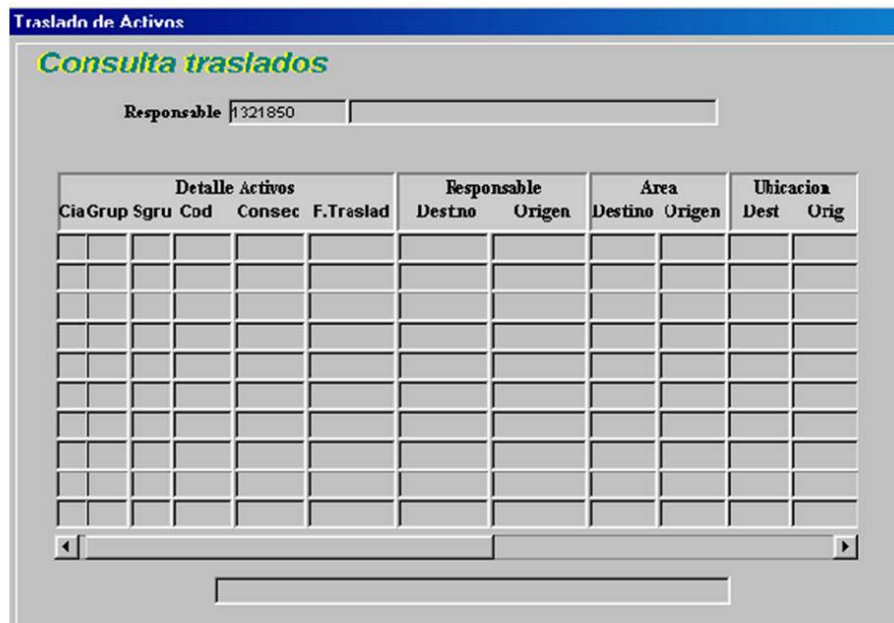 Traslado de Activos
Consulta traslados
Responsable 1321850
Detalle Activos Responsable Area Ubicacion
Cia Grup Sgru Cod Consec F.Traslad Destino Origen Destino Origen Dest Orig